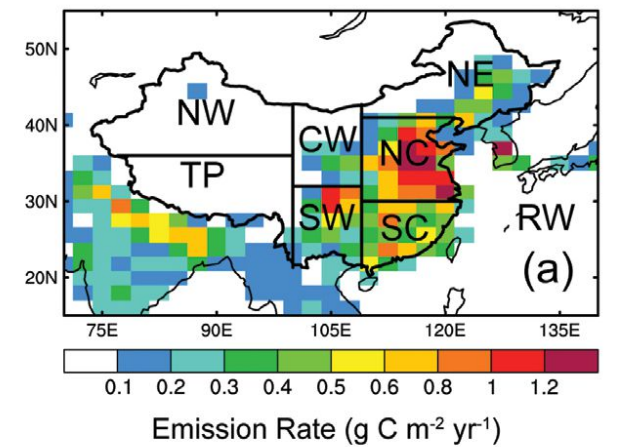 50N
NE
NW
40N
CW
NC
TP
30N
SW
SC
RW
(a)
20N
75E 90E 105E 120E 135E
0.1 0.2 0.3 0.4 0.5 0.6 0.8 1 1.2
Emission Rate (g C m⁻² yr⁻¹)